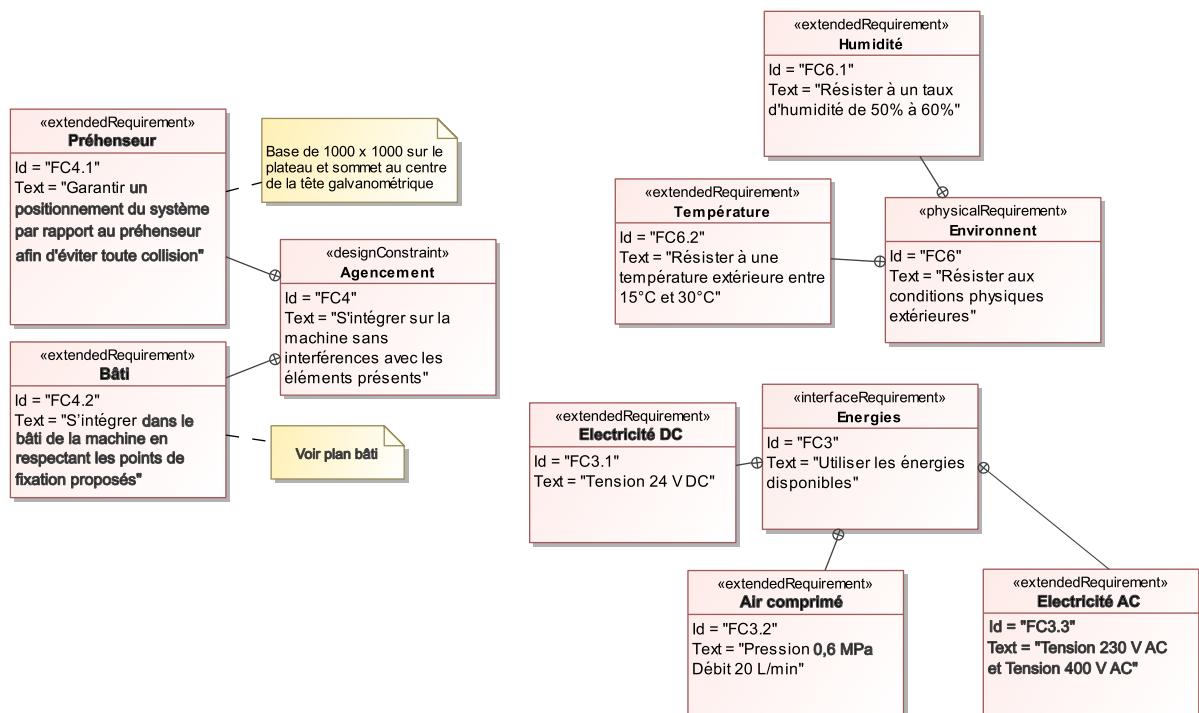 «extendedRequirement»
Préhenseur
Id = "FC4.1"
Text = "Garantir un
positionnement du système
par rapport au préhenseur
afin d'éviter toute collision"
Base de 1000 x 1000 sur le
plateau et sommet au centre
de la tête galvanométrique
«designConstraint»
Agencement
Id = "FC4"
Text = "S'intégrer sur la
machine sans
interférences avec les
éléments présents"
«extendedRequirement»
Bâti
Id = "FC4.2"
Text = "S'intégrer dans le
bâti de la machine en
respectant les points de
fixation proposés"
Voir plan bâti
«extendedRequirement»
Humidité
Id = "FC6.1"
Text = "Résister à un taux
d'humidité de 50% à 60%"
«extendedRequirement»
Température
Id = "FC6.2"
Text = "Résister à une
température extérieure entre
15°C et 30°C"
«physicalRequirement»
Environnent
Id = "FC6"
Text = "Résister aux
conditions physiques
extérieures"
«interfaceRequirement»
Energies
Id = "FC3"
Text = "Utiliser les énergies
disponibles"
«extendedRequirement»
Electricité DC
Id = "FC3.1"
Text = "Tension 24 V DC"
«extendedRequirement»
Air comprimé
Id = "FC3.2"
Text = "Pression 0,6 MPa
Débit 20 L/min"
«extendedRequirement»
Electricité AC
Id = "FC3.3"
Text = "Tension 230 V AC
et Tension 400 V AC"